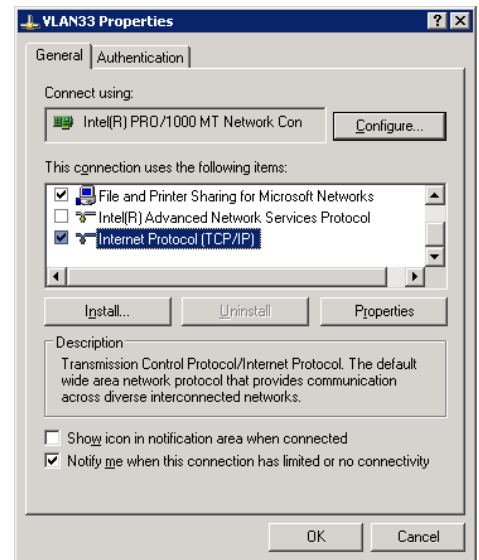 VLAN33 Properties
General
Authentication
Connect using:
Intel(R) PRO/1000 MT Network Con
Configure...
This connection uses the following items:
File and Printer Sharing for Microsoft Networks
Intel(R) Advanced Network Services Protocol
Internet Protocol (TCP/IP)
Install...
Uninstall
Properties
Description
Transmission Control Protocol/Internet Protocol. The default
wide area network protocol that provides communication
across diverse interconnected networks.
Show icon in notification area when connected
Notify me when this connection has limited or no connectivity
OK
Cancel